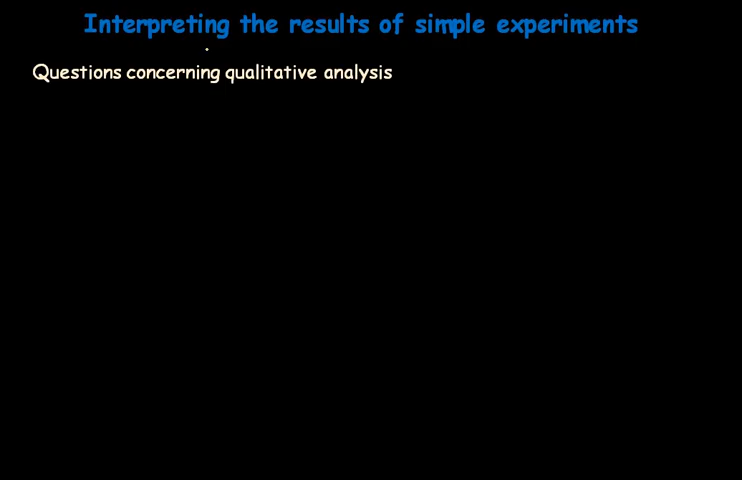 Interpreting the results of simple experiments
Questions concerning qualitative analysis